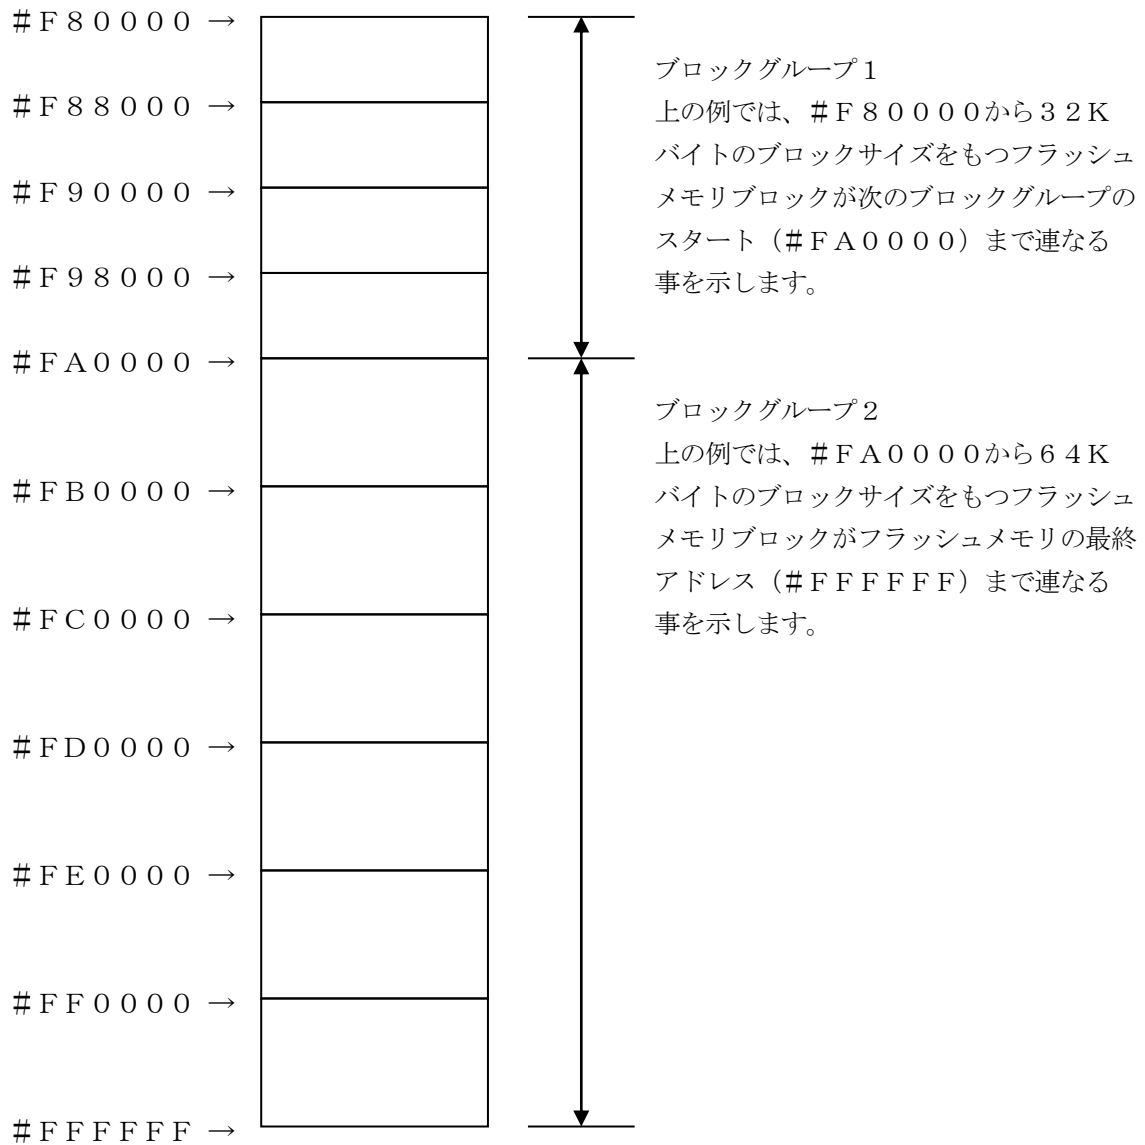 #F80000 →
ブロックグループ1
#F88000 →
上の例では、#F80000から32K
バイトのブロックサイズをもつフラッシュ
#F90000 →
メモリブロックが次のブロックグループの
スタート(#FA0000)まで連なる
#F98000 →
事を示します。
#FA0000 →
ブロックグループ2
上の例では、#FA0000から64K
#FB0000 →
バイトのブロックサイズをもつフラッシュ
メモリブロックがフラッシュメモリの最終
アドレス(#FFFFFF)まで連なる
#FC0000 →
事を示します。
#FD0000 →
#FE0000 →
#FF0000 →
#FFFFFF →